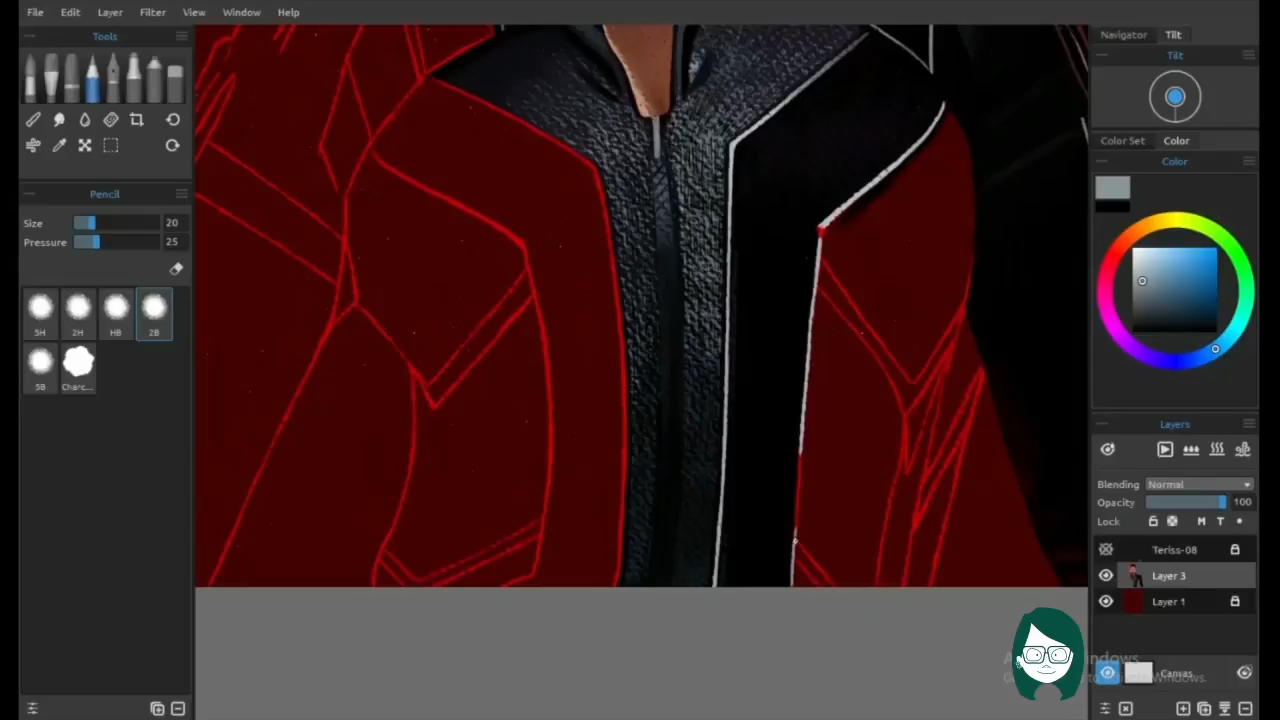 File Edit Layer Filter View Window Help
Tools
Pencil
Size 20
Pressure 25
5H 2H HB 2B
5B Charc...
Navigator Tilt
Tilt
Color Set Color
Color
Layers
Blending Normal
Opacity 100
Lock M T
Teriss-08
Layer 3
Layer 1
Canvas